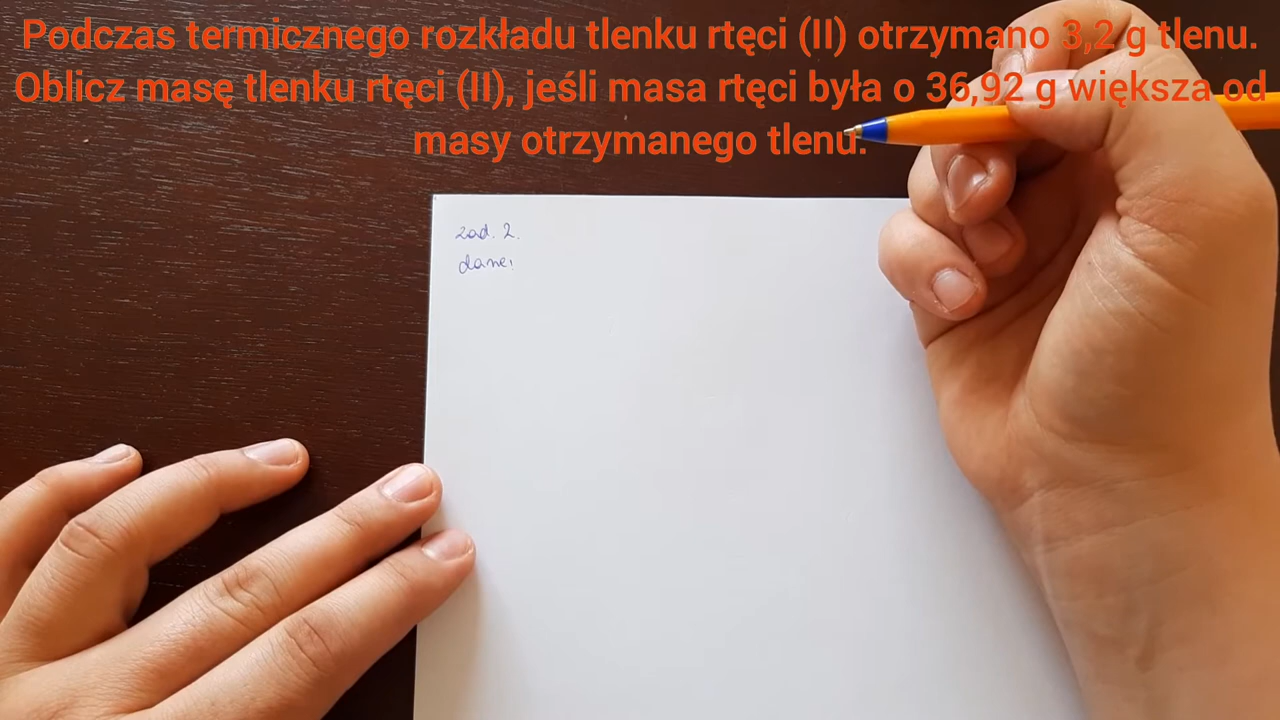 Podczas termicznego rozkładu tlenku rtęci (II) otrzymano 3,2 g tlenu.
Oblicz masę tlenku rtęci (II), jeśli masa rtęci była o 36,92 g większa od
masy otrzymanego tlenu.
zad. 2.
dane: